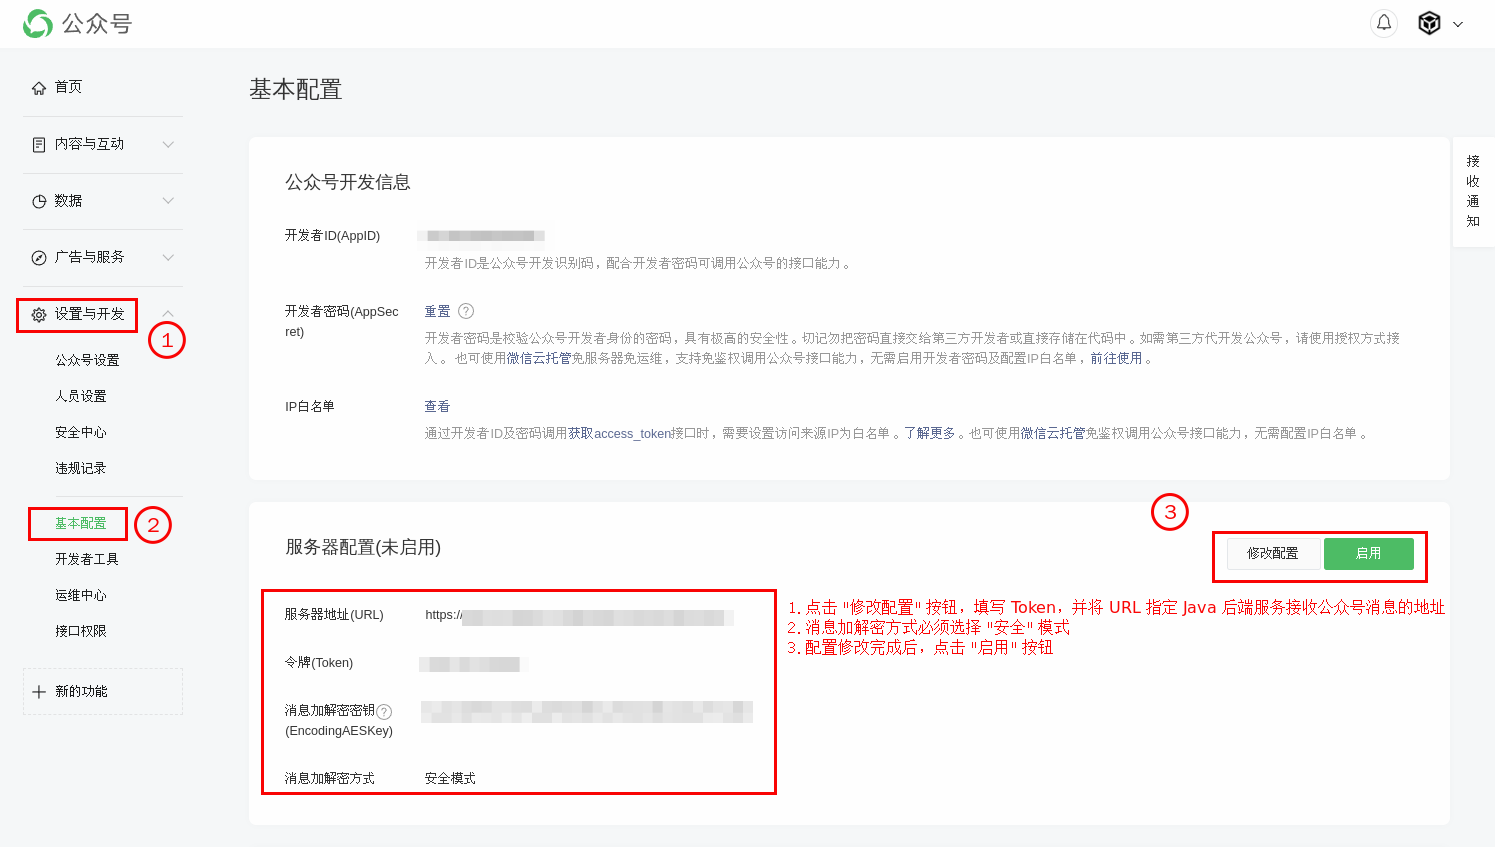 公众号
首页
内容与互动
数据
广告与服务
设置与开发
1
公众号设置
人员设置
安全中心
违规记录
基本配置
2
开发者工具
运维中心
接口权限
新的功能
基本配置
接收通知
公众号开发信息
开发者ID(AppID)
开发者ID是公众号开发识别码，配合开发者密码可调用公众号的接口能力。
开发者密码(AppSec
ret)
重置 ?
开发者密码是校验公众号开发者身份的密码，具有极高的安全性。切记勿把密码直接交给第三方开发者或直接存储在代码中。如需第三方代开发公众号，请使用授权方式接
入。也可使用微信云托管免服务器免运维，支持免鉴权调用公众号接口能力，无需启用开发者密码及配置IP白名单，前往使用。
IP白名单
查看
通过开发者ID及密码调用获取access_token接口时，需要设置访问来源IP为白名单。了解更多。也可使用微信云托管免鉴权调用公众号接口能力，无需配置IP白名单。
服务器配置(未启用)
3
修改配置
启用
服务器地址(URL)
https://
令牌(Token)
消息加解密密钥?
(EncodingAESKey)
消息加解密方式
安全模式
1. 点击 "修改配置" 按钮，填写 Token，并将 URL 指定 Java 后端服务接收公众号消息的地址
2. 消息加解密方式必须选择 "安全" 模式
3. 配置修改完成后，点击 "启用" 按钮